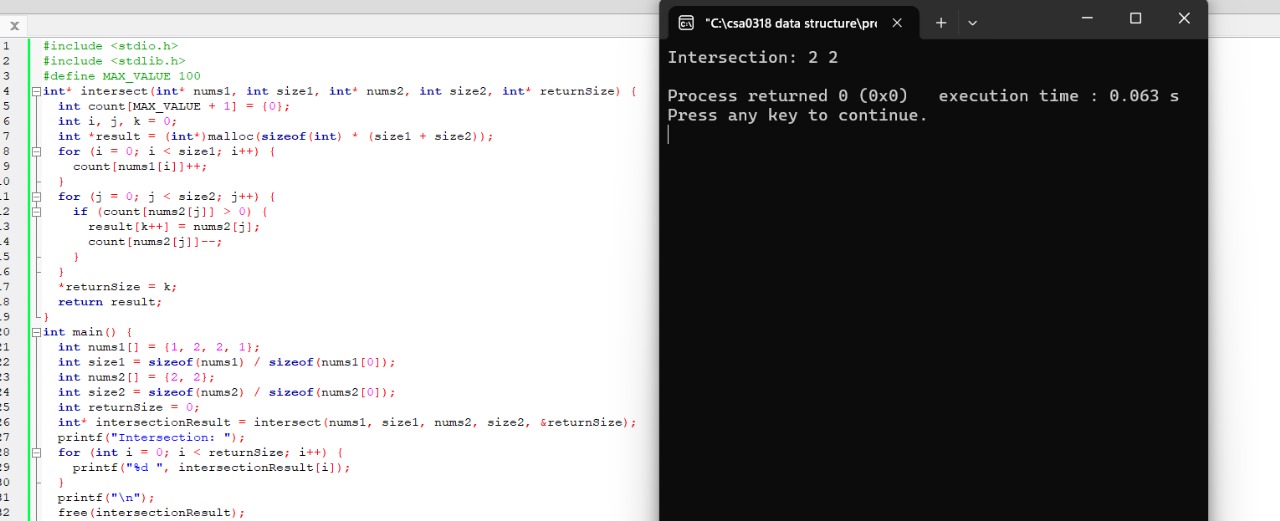 1 #include <stdio.h>
2 #include <stdlib.h>
3 #define MAX_VALUE 100
4 int* intersect(int* nums1, int size1, int* nums2, int size2, int* returnSize) {
5 int count[MAX_VALUE + 1] = {0};
6 int i, j, k = 0;
7 int *result = (int*)malloc(sizeof(int) * (size1 + size2));
8 for (i = 0; i < size1; i++) {
9 count[nums1[i]]++;
10 }
11 for (j = 0; j < size2; j++) {
12 if (count[nums2[j]] > 0) {
13 result[k++] = nums2[j];
14 count[nums2[j]]--;
15 }
16 }
17 *returnSize = k;
18 return result;
19 }
20 int main() {
21 int nums1[] = {1, 2, 2, 1};
22 int size1 = sizeof(nums1) / sizeof(nums1[0]);
23 int nums2[] = {2, 2};
24 int size2 = sizeof(nums2) / sizeof(nums2[0]);
25 int returnSize = 0;
26 int* intersectionResult = intersect(nums1, size1, nums2, size2, &returnSize);
27 printf("Intersection: ");
28 for (int i = 0; i < returnSize; i++) {
29 printf("%d ", intersectionResult[i]);
30 }
31 printf("\n");
32 free(intersectionResult);
"C:\csa0318 data structure\pr
Intersection: 2 2
Process returned 0 (0x0) execution time : 0.063 s
Press any key to continue.